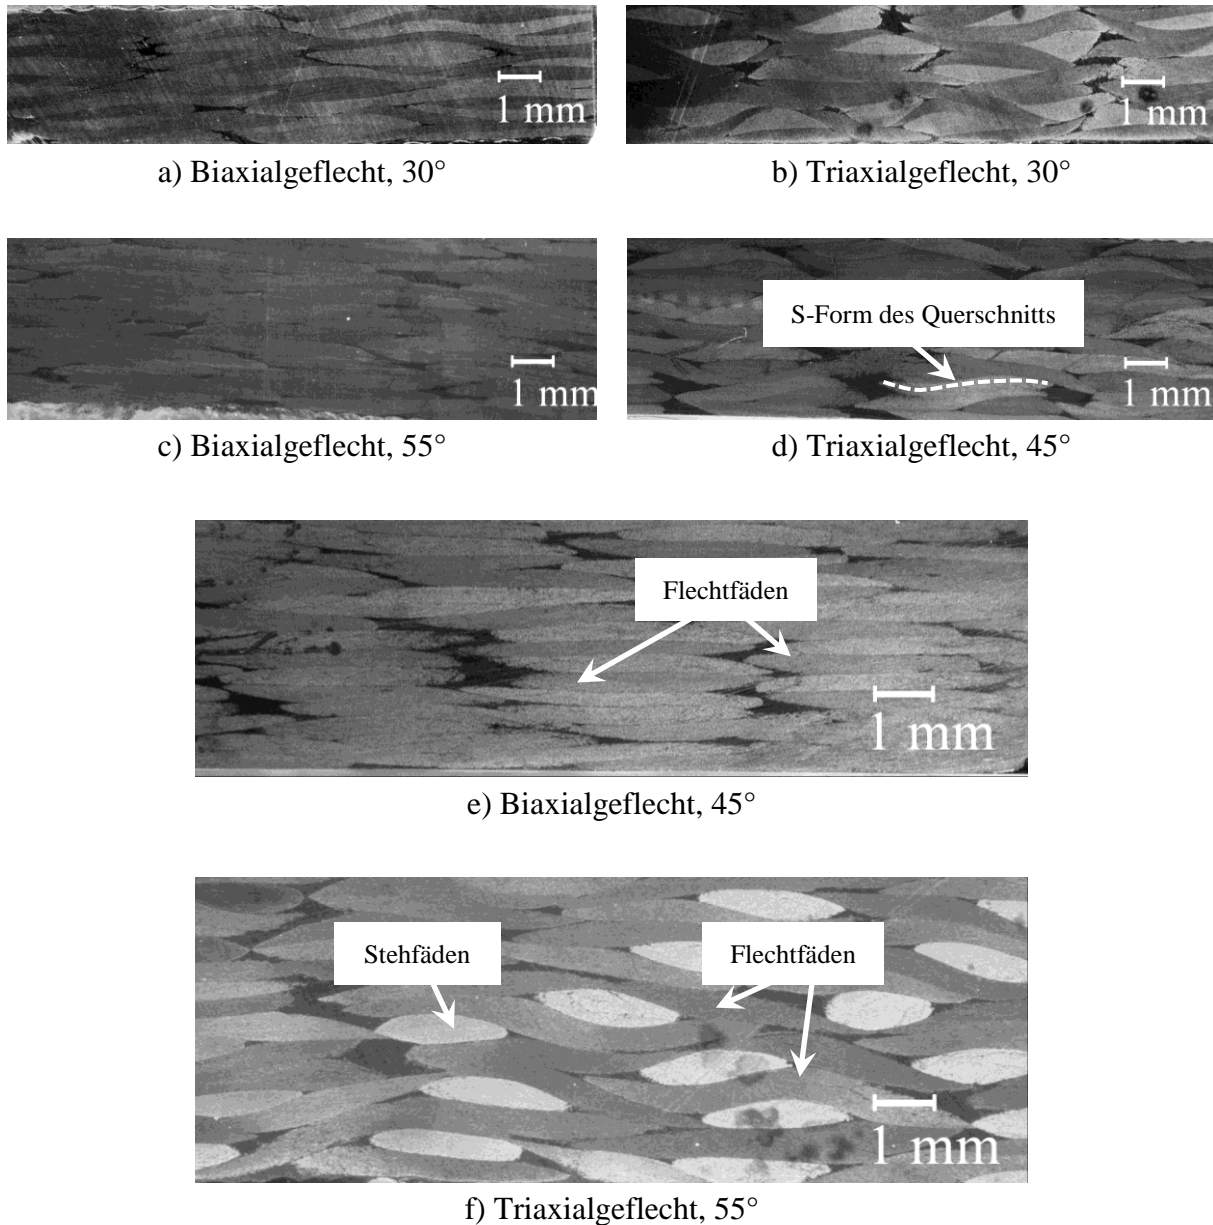 1 mm
1 mm
a) Biaxialgeflecht, 30°
b) Triaxialgeflecht, 30°
S-Form des Querschnitts
1 mm
1 mm
c) Biaxialgeflecht, 55°
d) Triaxialgeflecht, 45°
Flechtfäden
1 mm
e) Biaxialgeflecht, 45°
Stehfäden
Flechtfäden
1 mm
f) Triaxialgeflecht, 55°